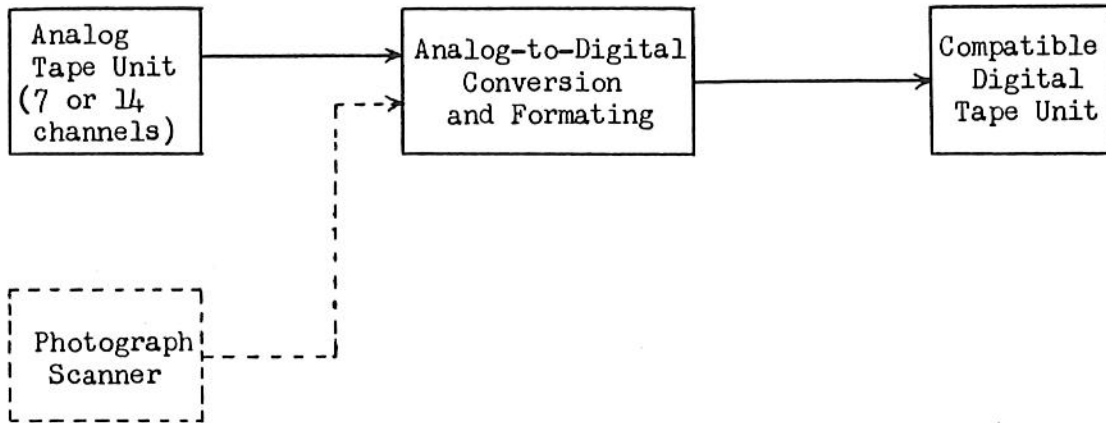 Analog
Tape Unit
(7 or 14
channels)
Analog-to-Digital
Conversion
and Formating
Compatible
Digital
Tape Unit
Photograph
Scanner